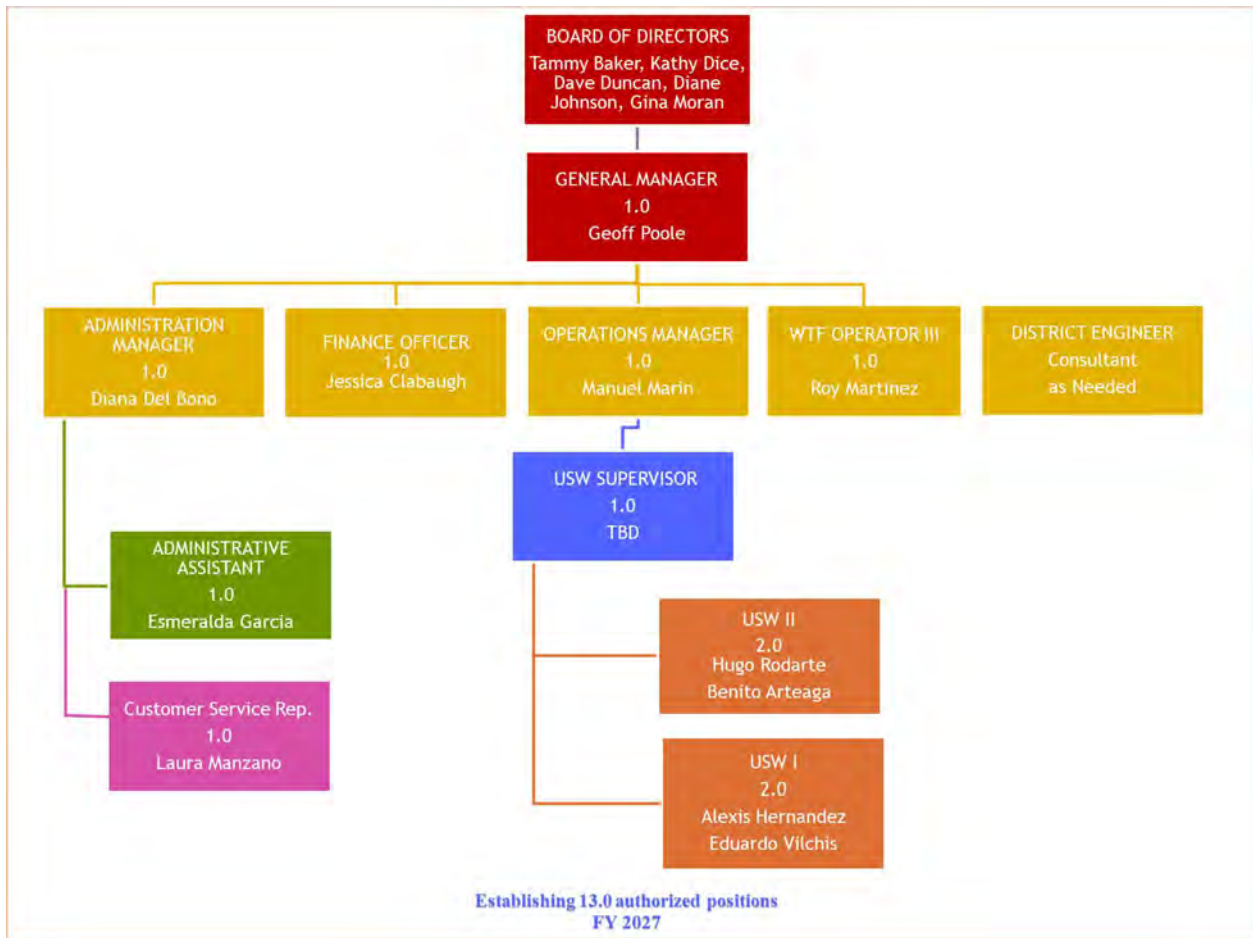 BOARD OF DIRECTORS
Tammy Baker, Kathy Dice,
Dave Duncan, Diane
Johnson, Gina Moran
GENERAL MANAGER
1.0
Geoff Poole
ADMINISTRATION
MANAGER
1.0
Diana Del Bono
FINANCE OFFICER
1.0
Jessica Clabaugh
OPERATIONS MANAGER
1.0
Manuel Marin
WTF OPERATOR III
1.0
Roy Martinez
DISTRICT ENGINEER
Consultant
as Needed
USW SUPERVISOR
1.0
TBD
ADMINISTRATIVE
ASSISTANT
1.0
Esmeralda Garcia
USW II
2.0
Hugo Rodarte
Benito Arteaga
Customer Service Rep.
1.0
Laura Manzano
USW I
2.0
Alexis Hernandez
Eduardo Vilchis
Establishing 13.0 authorized positions
FY 2027